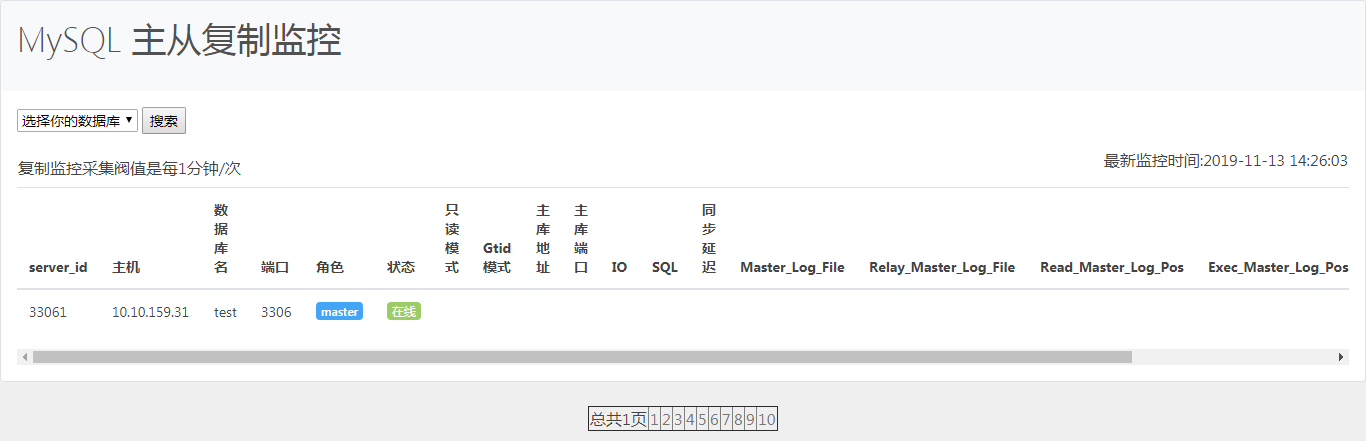 MySQL 主从复制监控
选择你的数据库 搜索
最新监控时间:2019-11-13 14:26:03
复制监控采集阀值是每1分钟/次
server_id 主机 数据库名 端口 角色 状态 只读模式 Gtid模式 主库地址 主库端口 IO SQL 同步延迟 Master_Log_File Relay_Master_Log_File Read_Master_Log_Pos Exec_Master_Log_Pos
33061 10.10.159.31 test 3306 master 在线
总共1页 1 2 3 4 5 6 7 8 9 10